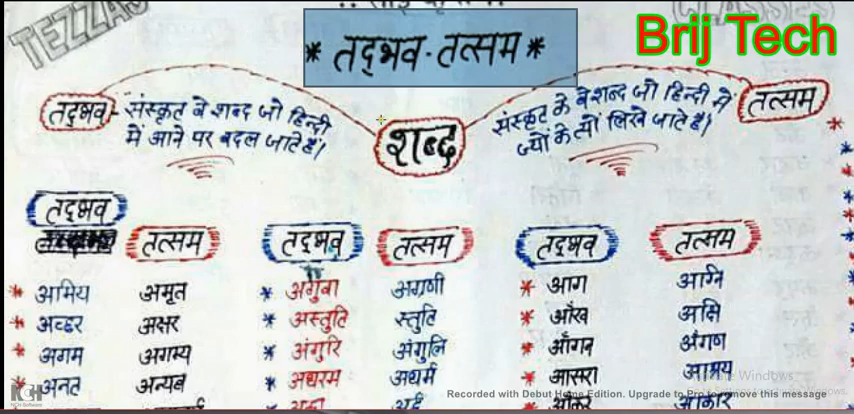 TEZZAS
* तद्भव - तत्सम *
Brij Tech
तद्भव - संस्कृत वे शब्द जो हिन्दी
में आने पर बदल जाते हैं।
शब्द
संस्कृत के वे शब्द जो हिन्दी में
ज्यों के त्यों लिखे जाते हैं।
तत्सम
तद्भव
तत्सम
तद्भव
तत्सम
तद्भव
तत्सम
* अमिय अमृत * अगुवा अग्रणी * आग अग्नि
* अच्छर अक्षर * अस्तुति स्तुति * आँख अक्षि
* अगम अगम्य * अंगुरि अंगुलि * आँगन अंगण
* अनत अन्यत्र * अधरम अधर्म * आसरा आश्रय
NCH
Recorded with Debut Home Edition. Upgrade to Pro to remove this message